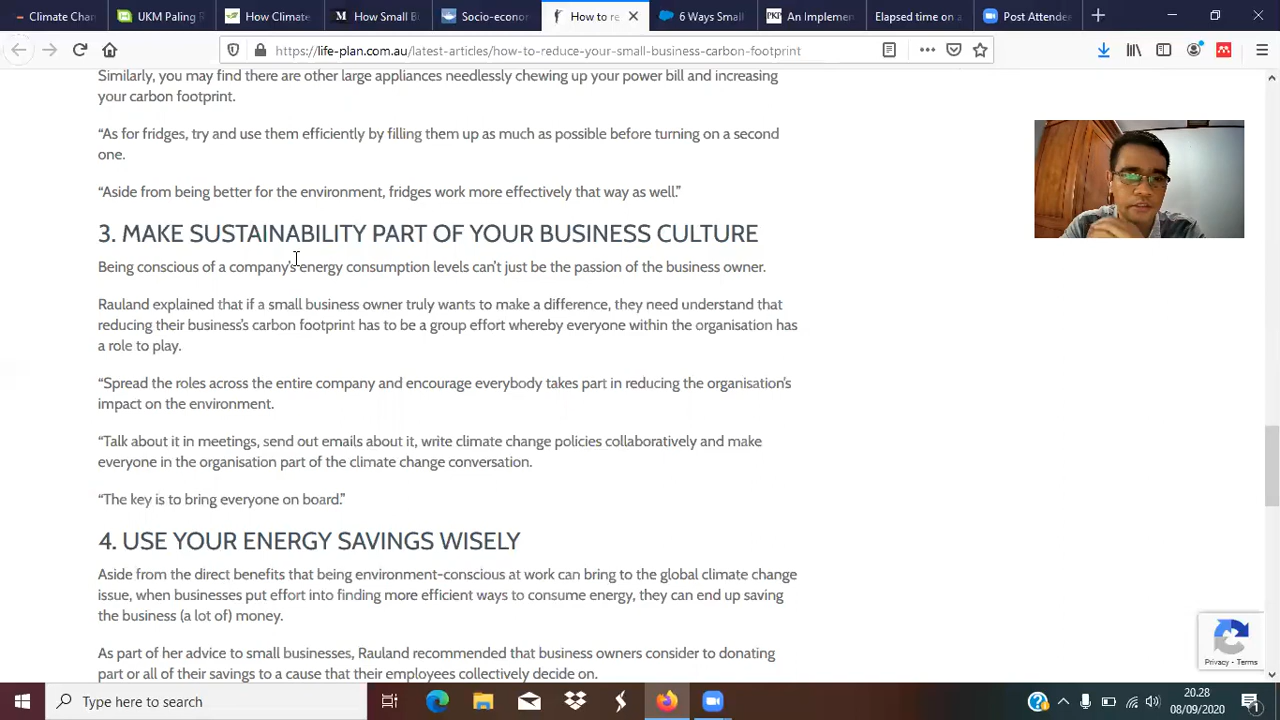 Climate Chan
UKM Paling R
How Climate
How Small Bu
Socio-econo
How to re
6 Ways Small
PKP An Implemen
Elapsed time on a
Post Attende
https://life-plan.com.au/latest-articles/how-to-reduce-your-small-business-carbon-footprint
Similarly, you may find there are other large appliances needlessly chewing up your power bill and increasing
your carbon footprint.
“As for fridges, try and use them efficiently by filling them up as much as possible before turning on a second
one.
“Aside from being better for the environment, fridges work more effectively that way as well.”
3. MAKE SUSTAINABILITY PART OF YOUR BUSINESS CULTURE
Being conscious of a company’s energy consumption levels can’t just be the passion of the business owner.
Rauland explained that if a small business owner truly wants to make a difference, they need understand that
reducing their business’s carbon footprint has to be a group effort whereby everyone within the organisation has
a role to play.
“Spread the roles across the entire company and encourage everybody takes part in reducing the organisation’s
impact on the environment.
“Talk about it in meetings, send out emails about it, write climate change policies collaboratively and make
everyone in the organisation part of the climate change conversation.
“The key is to bring everyone on board.”
4. USE YOUR ENERGY SAVINGS WISELY
Aside from the direct benefits that being environment-conscious at work can bring to the global climate change
issue, when businesses put effort into finding more efficient ways to consume energy, they can end up saving
the business (a lot of) money.
As part of her advice to small businesses, Rauland recommended that business owners consider to donating
part or all of their savings to a cause that their employees collectively decide on.
Privacy - Terms
Type here to search
20.28
08/09/2020
1